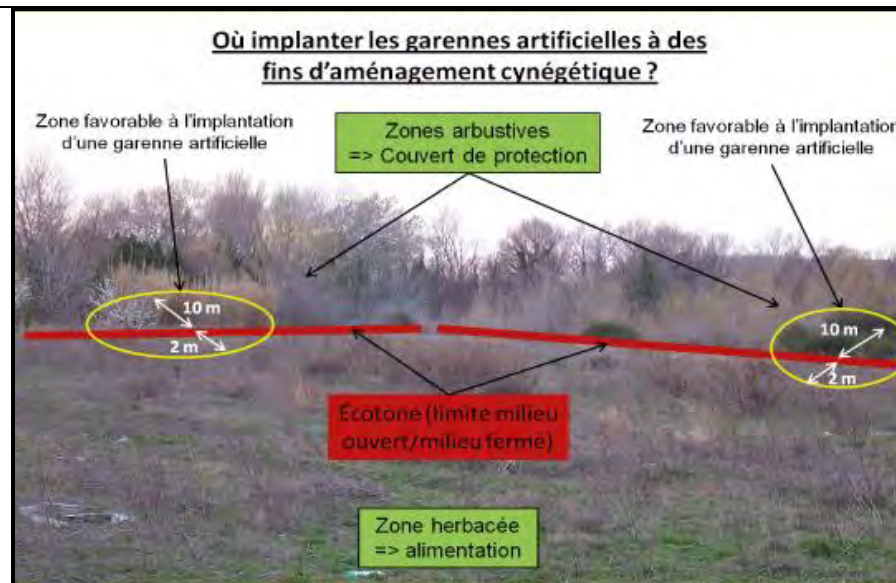 Où implanter les garennes artificielles à des
fins d'aménagement cynégétique ?
Zone favorable à l'implantation
d'une garenne artificielle
Zones arbustives
=> Couvert de protection
Zone favorable à l'implantation
d'une garenne artificielle
10 m
2 m
10 m
2 m
Écotone (limite milieu
ouvert/milieu fermé)
Zone herbacée
=> alimentation